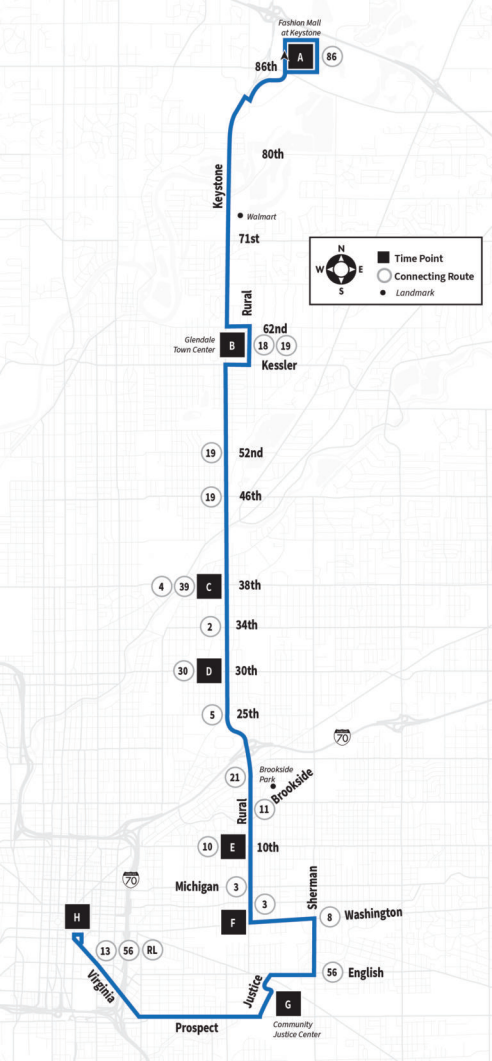 Fashion Mall
at Keystone
A
86
86th
80th
Keystone
Walmart
71st
N
W
E
S
Time Point
Connecting Route
Landmark
Rural
62nd
Glendale
Town Center
B
18
19
Kessler
19
52nd
19
46th
4
39
C
38th
2
34th
30
D
30th
5
25th
70
21
Brookside
Park
Brookside
Rural
11
10
E
10th
70
Michigan
3
Sherman
3
H
F
8
Washington
13
56
RL
56
English
Virginia
Justice
G
Prospect
Community
Justice Center